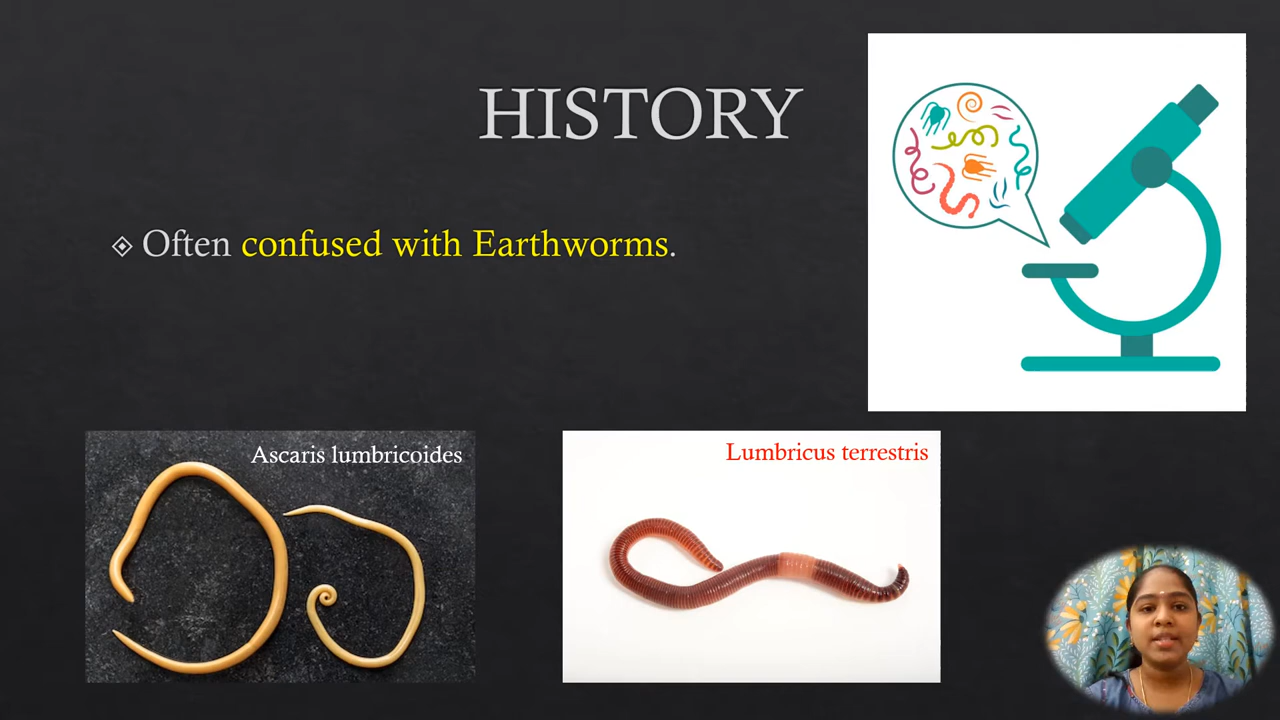 HISTORY
Often confused with Earthworms.
Ascaris lumbricoides
Lumbricus terrestris